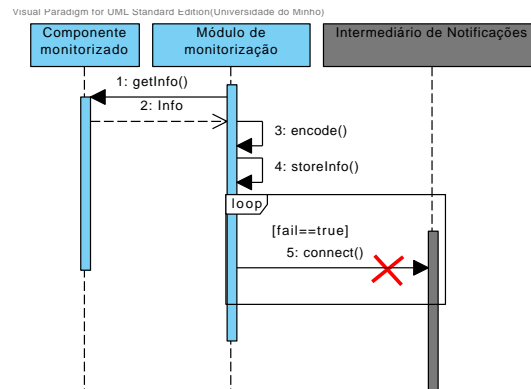 Visual Paradigm for UML Standard Edition(Universidade do Minho)
Componente
monitorizado
Módulo de
monitorização
Intermediário de Notificações
1: getInfo()
2: Info
3: encode()
4: storeInfo()
loop
[fail==true]
5: connect()